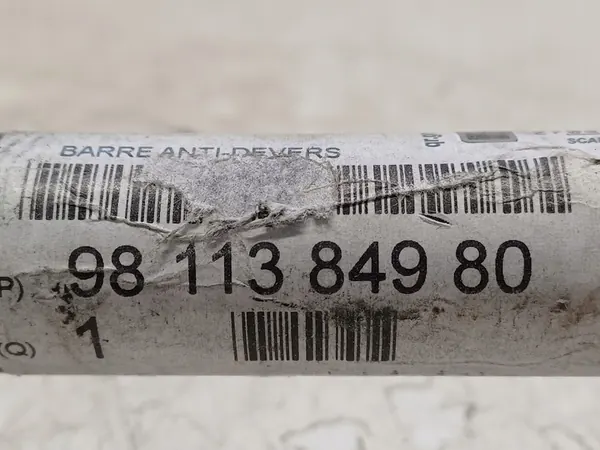 BARRE ANTI-DEVERS
P) 98 113 849 80
(Q) 1